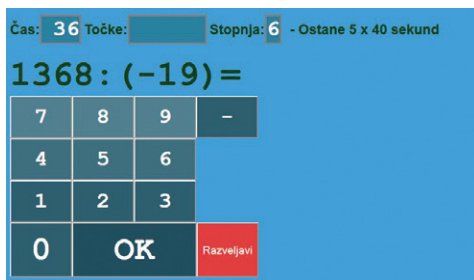 Čas: 36 Točke: Stopnja: 6 - Ostane 5 x 40 sekund
1368:(-19)=
7 8 9 -
4 5 6
1 2 3
0 OK Razveljavi